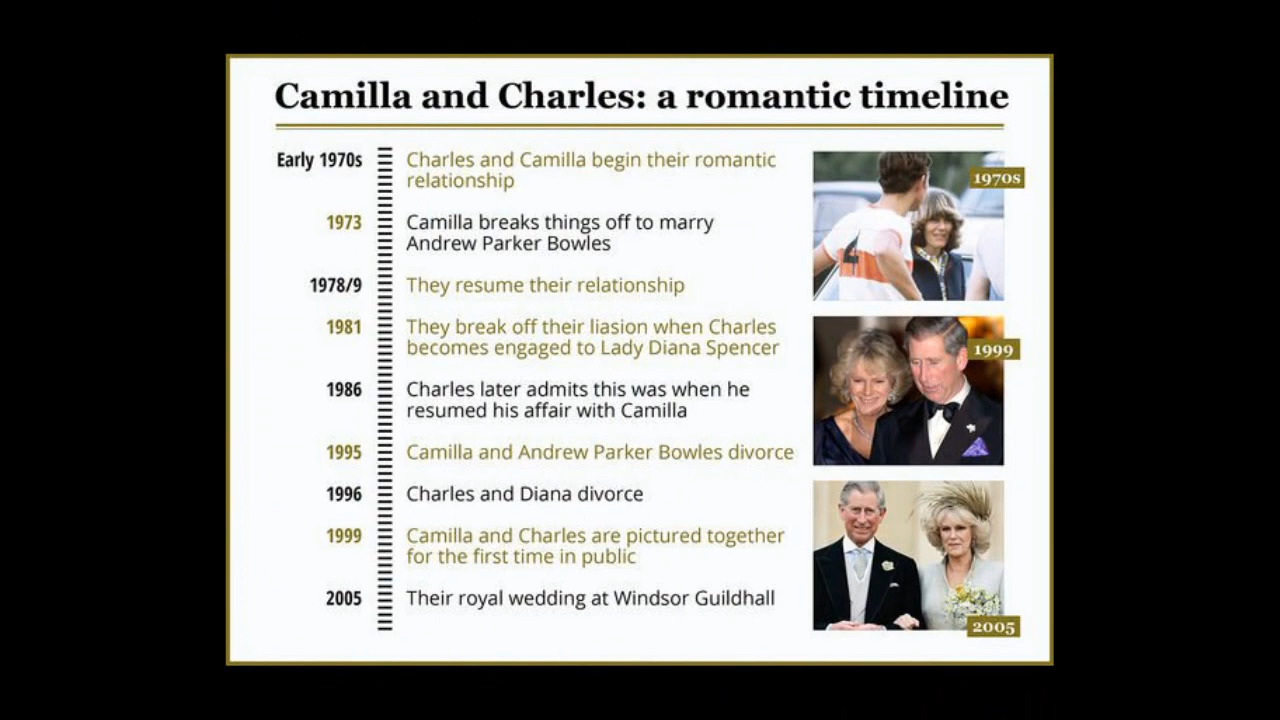 Camilla and Charles: a romantic timeline
Early 1970s Charles and Camilla begin their romantic
relationship
1970s
1973 Camilla breaks things off to marry
Andrew Parker Bowles
1978/9 They resume their relationship
1981 They break off their liasion when Charles
becomes engaged to Lady Diana Spencer
1999
1986 Charles later admits this was when he
resumed his affair with Camilla
1995 Camilla and Andrew Parker Bowles divorce
1996 Charles and Diana divorce
1999 Camilla and Charles are pictured together
for the first time in public
2005 Their royal wedding at Windsor Guildhall
2005
4